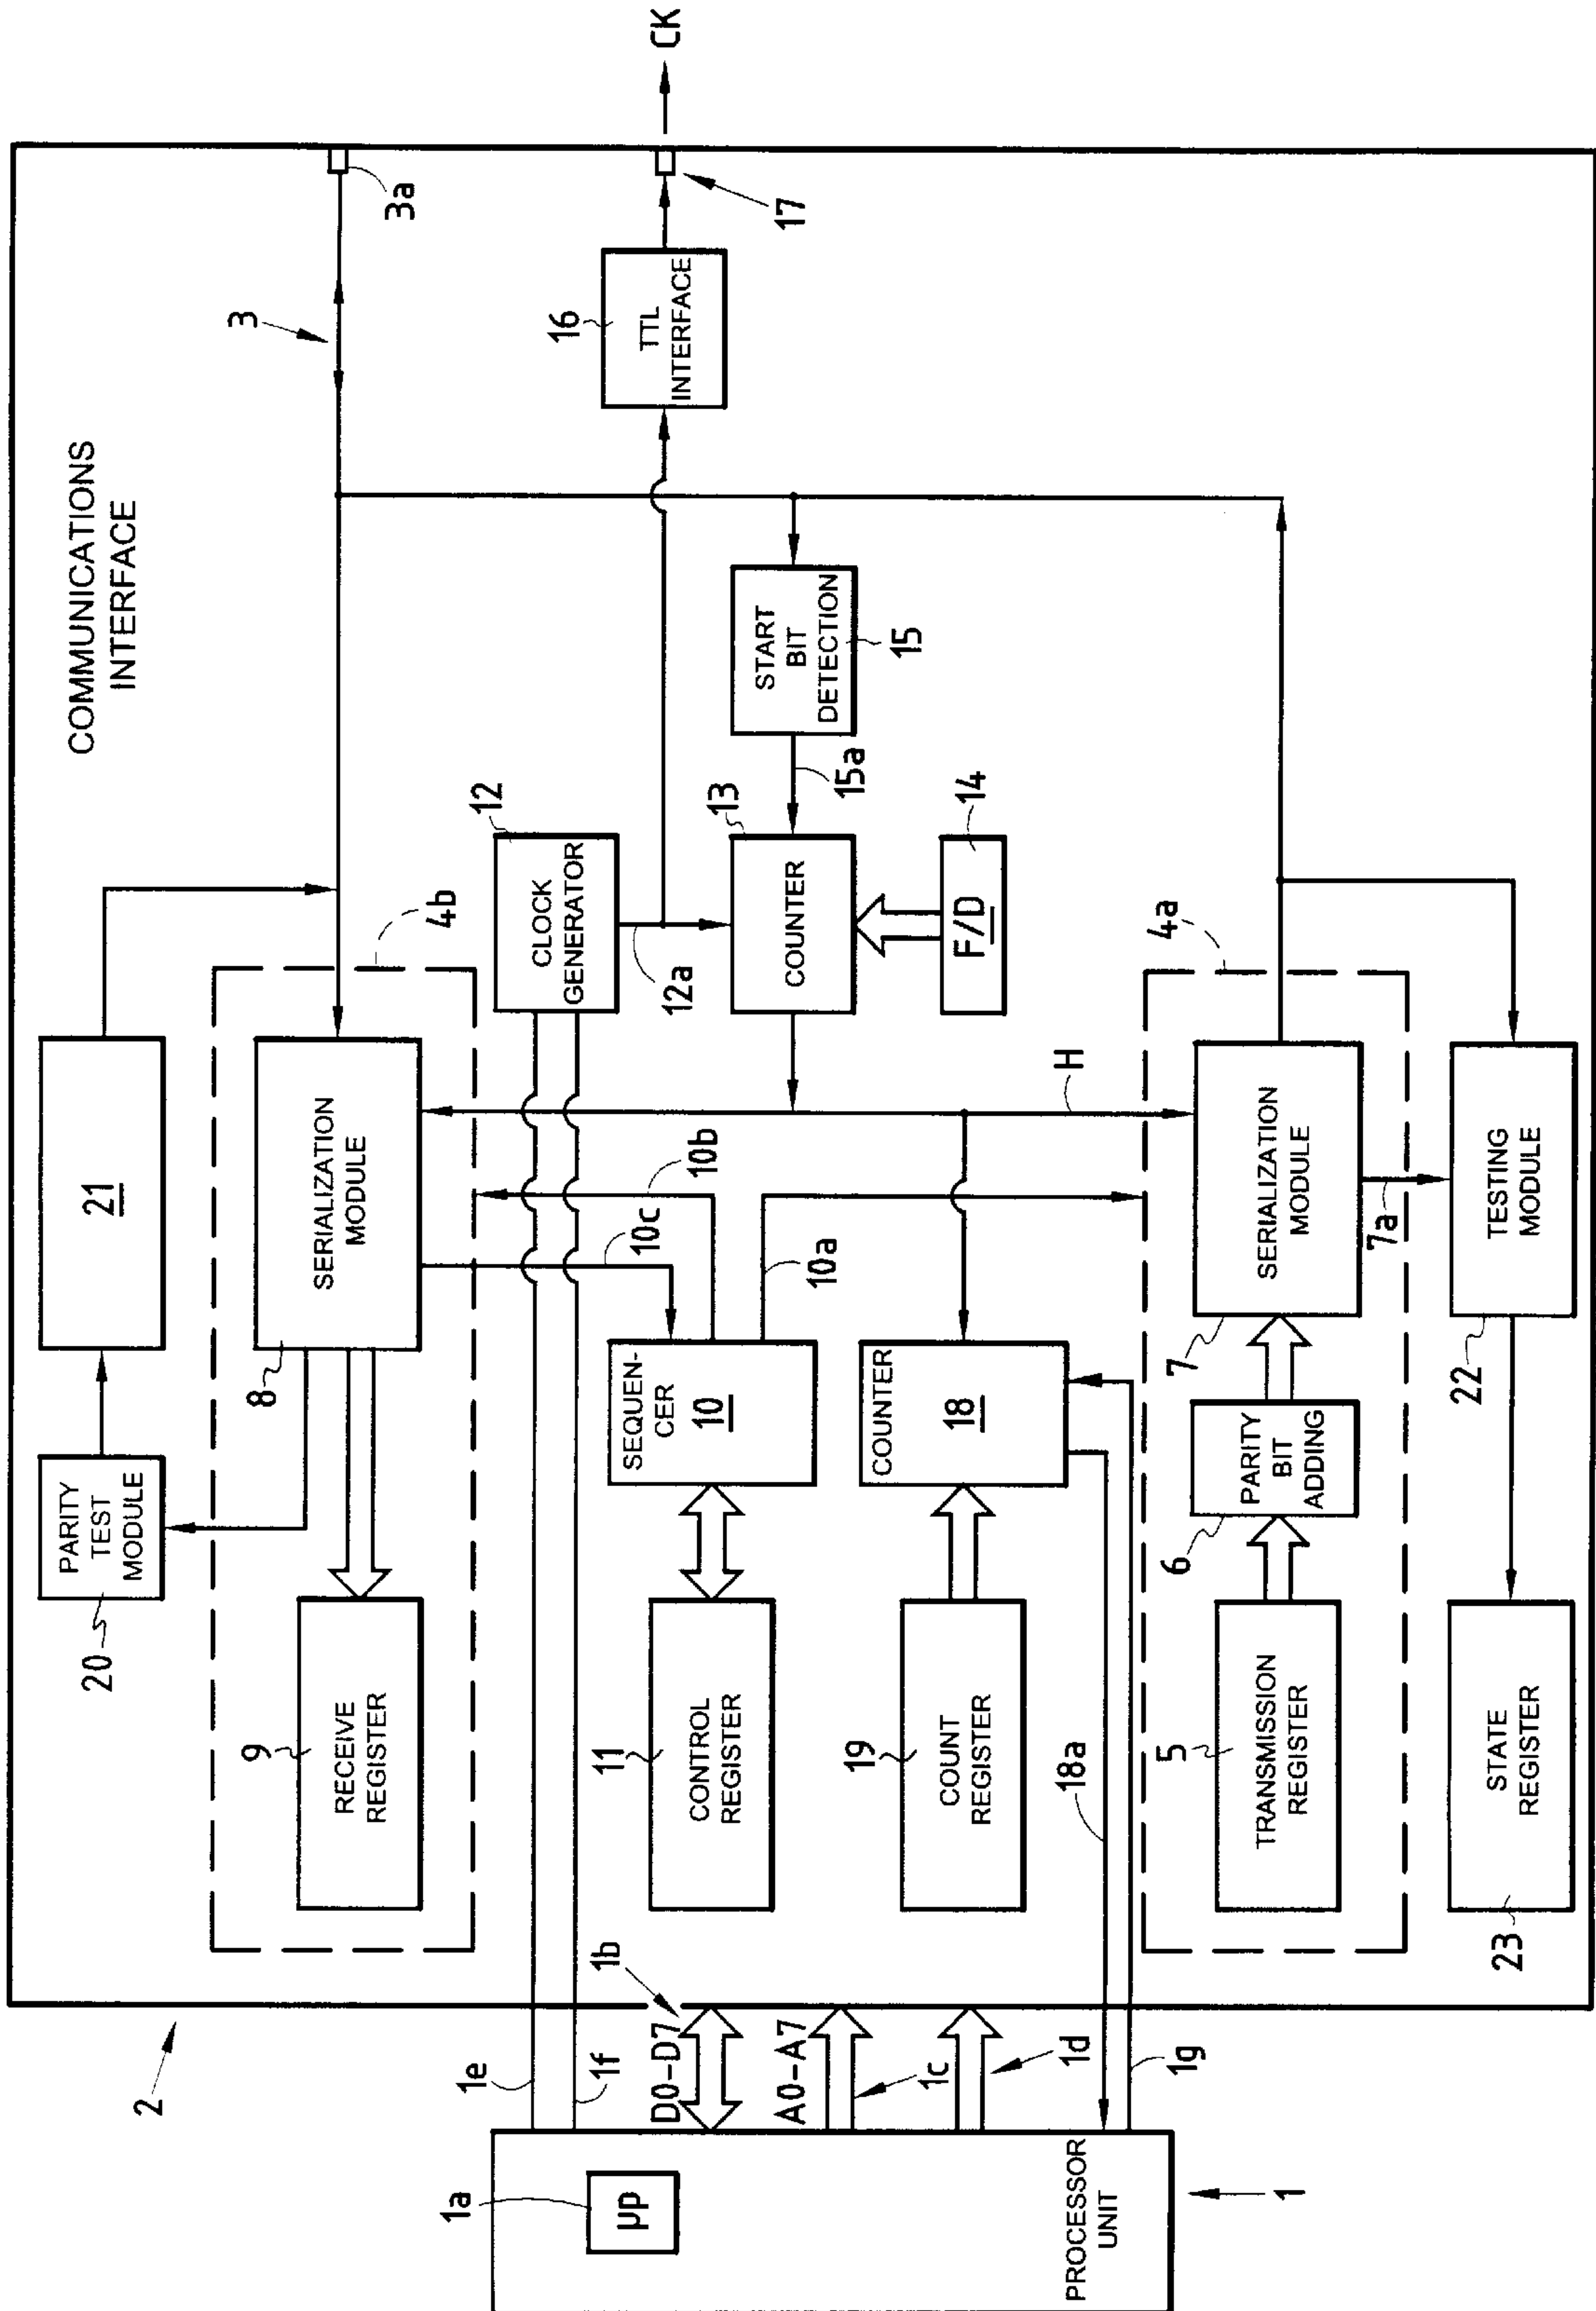 COMMUNICATIONS
INTERFACE
2
3
3a
CK
17
16
TTL
INTERFACE
21
20
PARITY
TEST
MODULE
4b
8
SERIALIZATION
MODULE
9
RECEIVE
REGISTER
12
CLOCK
GENERATOR
12a
13
COUNTER
14
F/D
15
START
BIT
DETECTION
15a
10b
10c
10a
H
SEQUEN-
CER
10
11
CONTROL
REGISTER
COUNTER
18
19
COUNT
REGISTER
18a
4a
7
SERIALIZATION
MODULE
7a
6
PARITY
BIT
ADDING
5
TRANSMISSION
REGISTER
22
TESTING
MODULE
23
STATE
REGISTER
1e
1f
1b
D0-D7
A0-A7
1c
1d
1g
1a
µP
PROCESSOR
UNIT
1